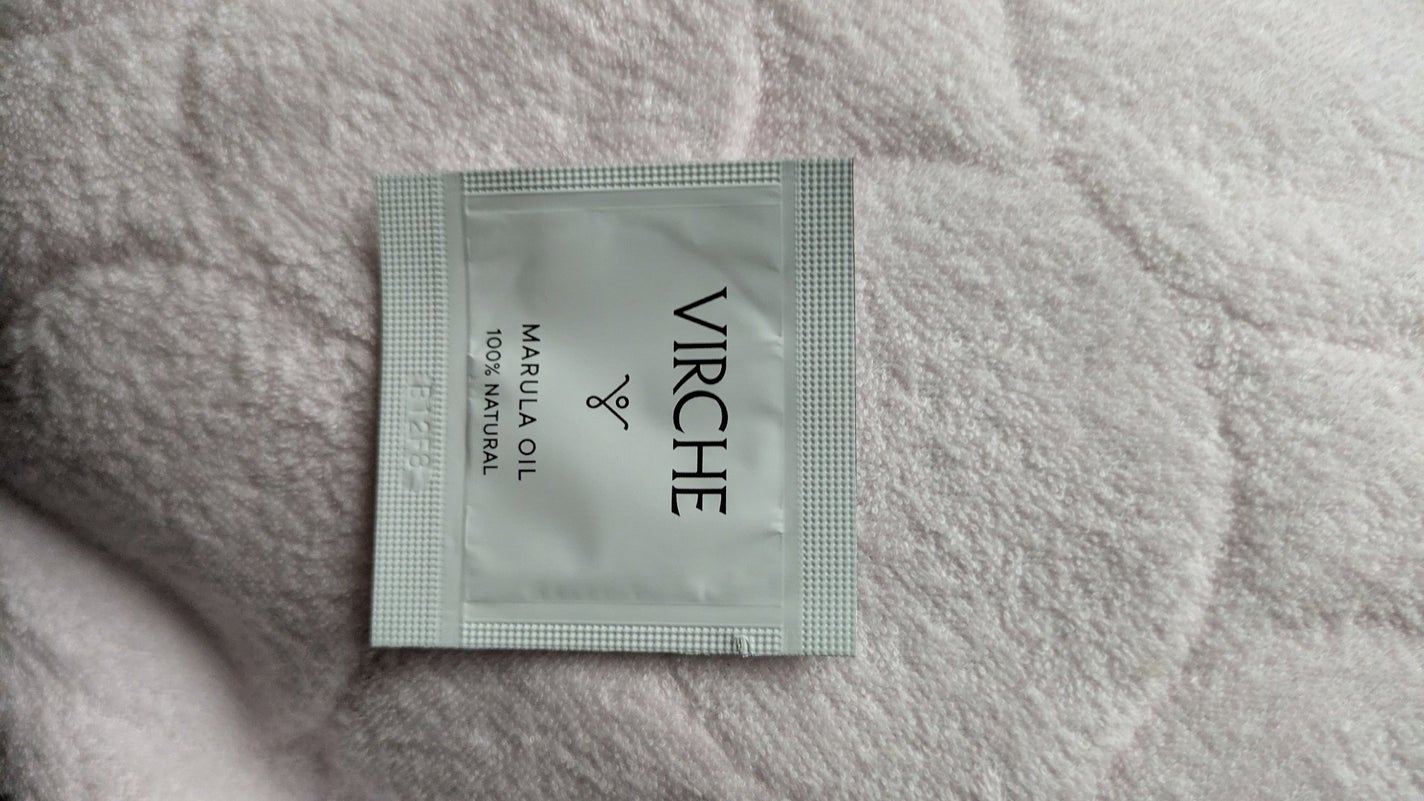 VIRCHE
MARULA OIL
100% NATURAL